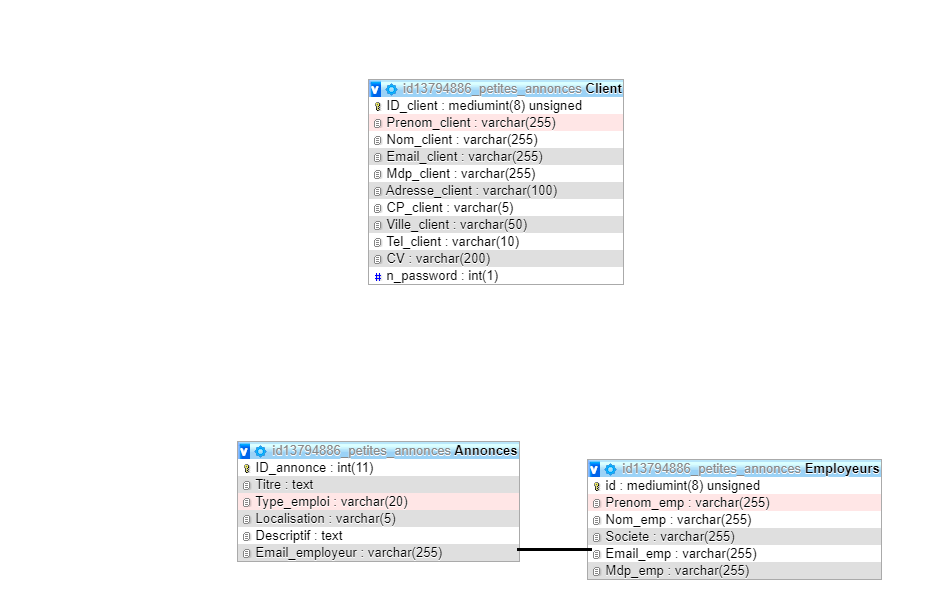 id13794886_petites_annonces Client
ID_client : mediumint(8) unsigned
Prenom_client : varchar(255)
Nom_client : varchar(255)
Email_client : varchar(255)
Mdp_client : varchar(255)
Adresse_client : varchar(100)
CP_client : varchar(5)
Ville_client : varchar(50)
Tel_client : varchar(10)
CV : varchar(200)
# n_password : int(1)
id13794886_petites_annonces Annonces
ID_annonce : int(11)
Titre : text
Type_emploi : varchar(20)
Localisation : varchar(5)
Descriptif : text
Email_employeur : varchar(255)
id13794886_petites_annonces Employeurs
id : mediumint(8) unsigned
Prenom_emp : varchar(255)
Nom_emp : varchar(255)
Societe : varchar(255)
Email_emp : varchar(255)
Mdp_emp : varchar(255)